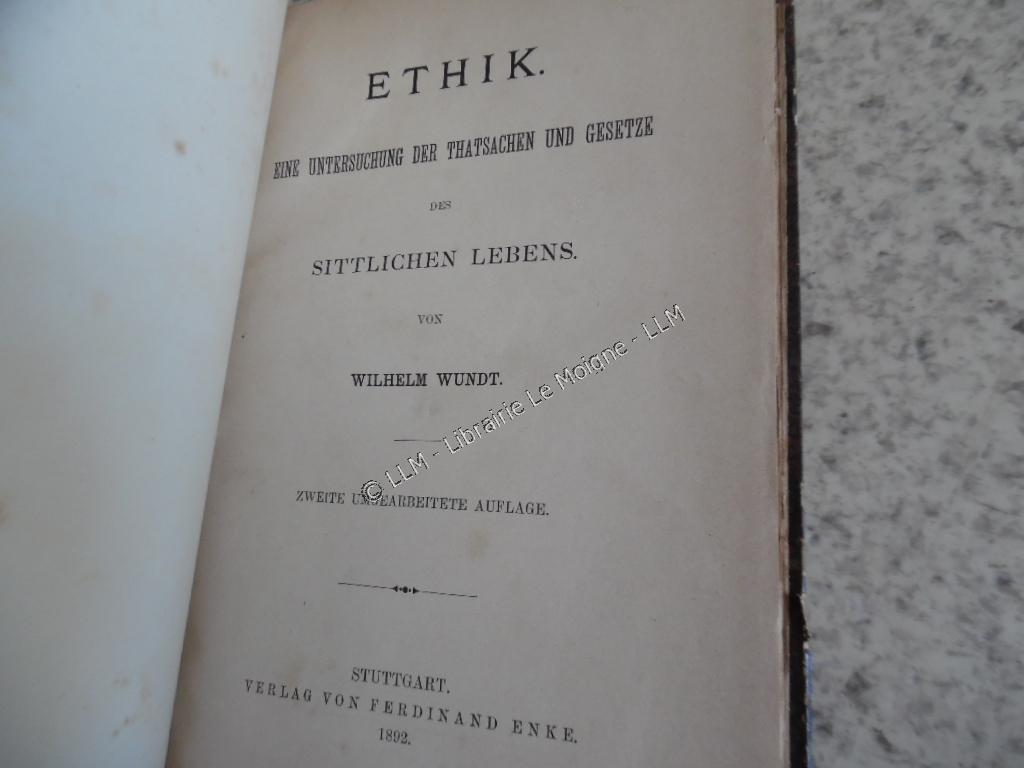 ETHIK.
EINE UNTERSUCHUNG DER THATSACHEN UND GESETZE
DES
SITTLICHEN LEBENS.
VON
WILHELM WUNDT.
© LLM - Librairie Le Moigne - LLM
ZWEITE UMGEARBEITETE AUFLAGE.
STUTTGART.
VERLAG VON FERDINAND ENKE.
1892.